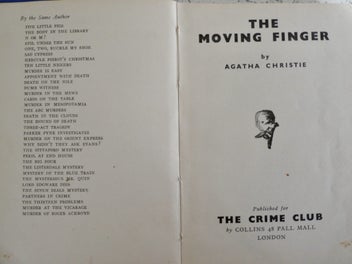 By the Same Author
FIVE LITTLE PIGS
THE BODY IN THE LIBRARY
N OR M?
EVIL UNDER THE SUN
ONE, TWO, BUCKLE MY SHOE
SAD CYPRESS
HERCULE POIROT'S CHRISTMAS
TEN LITTLE NIGGERS
MURDER IS EASY
APPOINTMENT WITH DEATH
DEATH ON THE NILE
DUMB WITNESS
MURDER IN THE MEWS
CARDS ON THE TABLE
MURDER IN MESOPOTAMIA
THE ABC MURDERS
DEATH IN THE CLOUDS
THE HOUND OF DEATH
THREE-ACT TRAGEDY
PARKER PYNE INVESTIGATES
MURDER ON THE ORIENT EXPRESS
WHY DIDN'T THEY ASK EVANS?
THE SITTAFORD MYSTERY
PERIL AT END HOUSE
THE BIG FOUR
THE LISTERDALE MYSTERY
MYSTERY OF THE BLUE TRAIN
THE MYSTERIOUS MR. QUIN
LORD EDGWARE DIES
THE SEVEN DIALS MYSTERY
PARTNERS IN CRIME
THE THIRTEEN PROBLEMS
MURDER AT THE VICARAGE
MURDER OF ROGER ACKROYD
THE
MOVING FINGER
by
AGATHA CHRISTIE
Published for
THE CRIME CLUB
by COLLINS 48 PALL MALL
LONDON